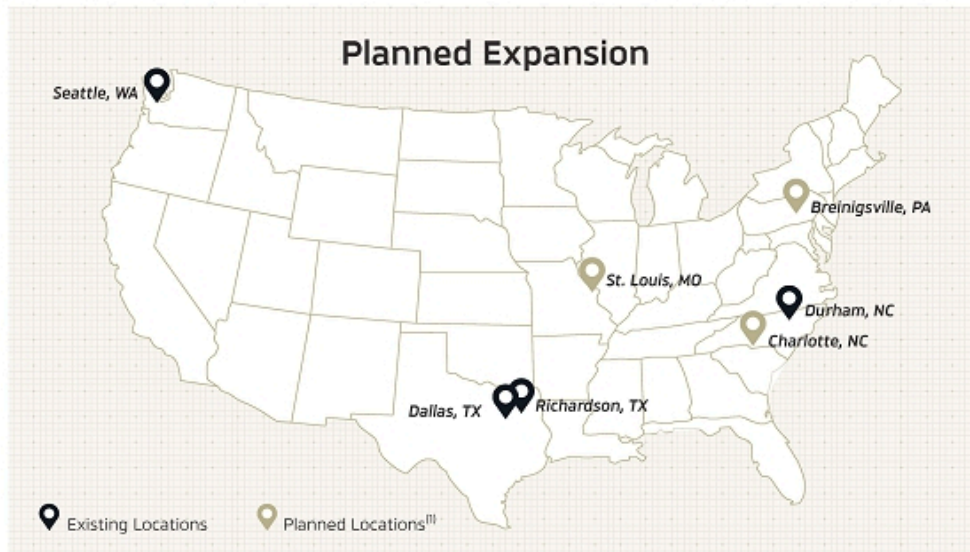 Planned Expansion
Seattle, WA
Breinigsville, PA
St. Louis, MO
Durham, NC
Charlotte, NC
Dallas, TX
Richardson, TX
Existing Locations
Planned Locations(1)